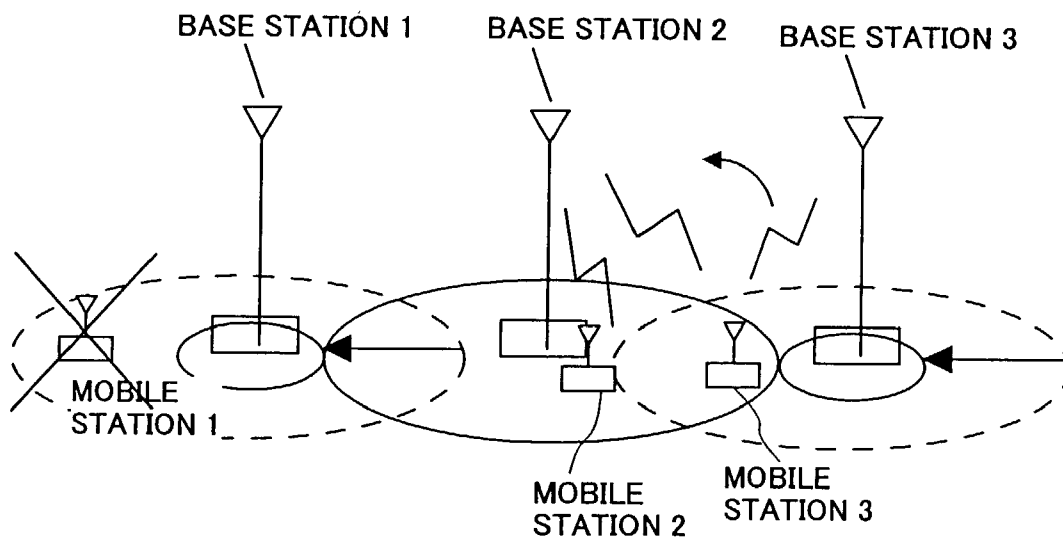 BASE STATION 1
BASE STATION 2
BASE STATION 3
MOBILE
STATION 1
MOBILE
STATION 2
MOBILE
STATION 3